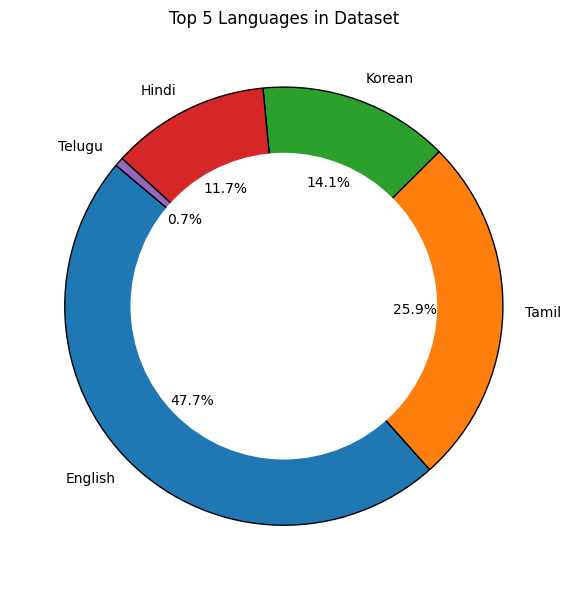 Top 5 Languages in Dataset
Korean
Hindi
Telugu
14.1%
11.7%
0.7%
25.9%
Tamil
47.7%
English